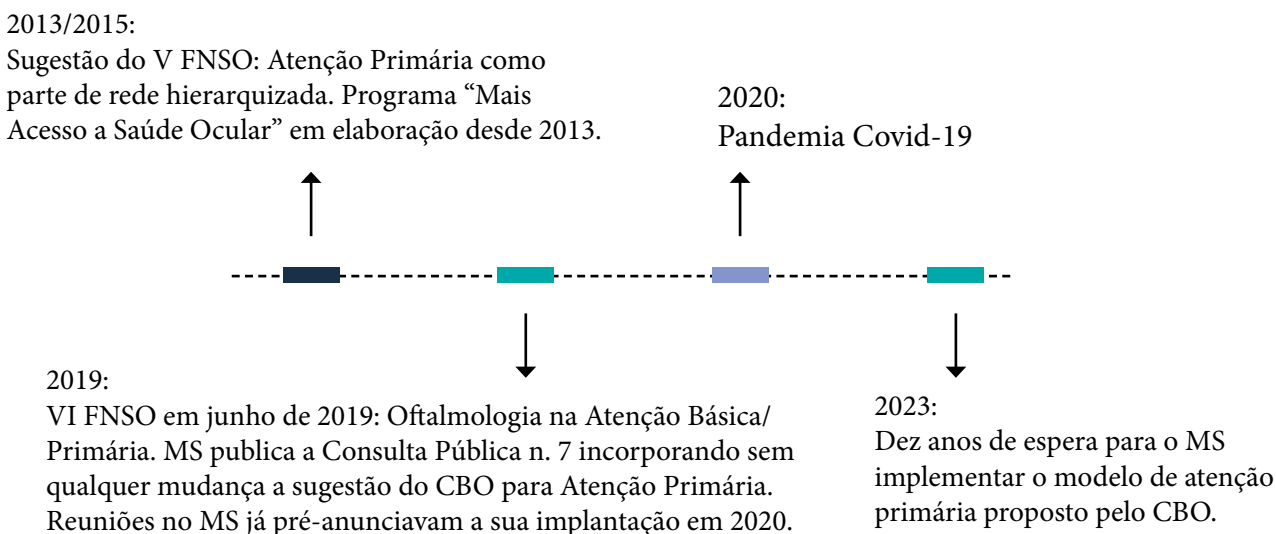 2013/2015:
Sugestão do V FNSO: Atenção Primária como
parte de rede hierarquizada. Programa “Mais
Acesso a Saúde Ocular” em elaboração desde 2013.
2020:
Pandemia Covid-19
2019:
VI FNSO em junho de 2019: Oftalmologia na Atenção Básica/
Primária. MS publica a Consulta Pública n. 7 incorporando sem
qualquer mudança a sugestão do CBO para Atenção Primária.
Reuniões no MS já pré-anunciavam a sua implantação em 2020.
2023:
Dez anos de espera para o MS
implementar o modelo de atenção
primária proposto pelo CBO.